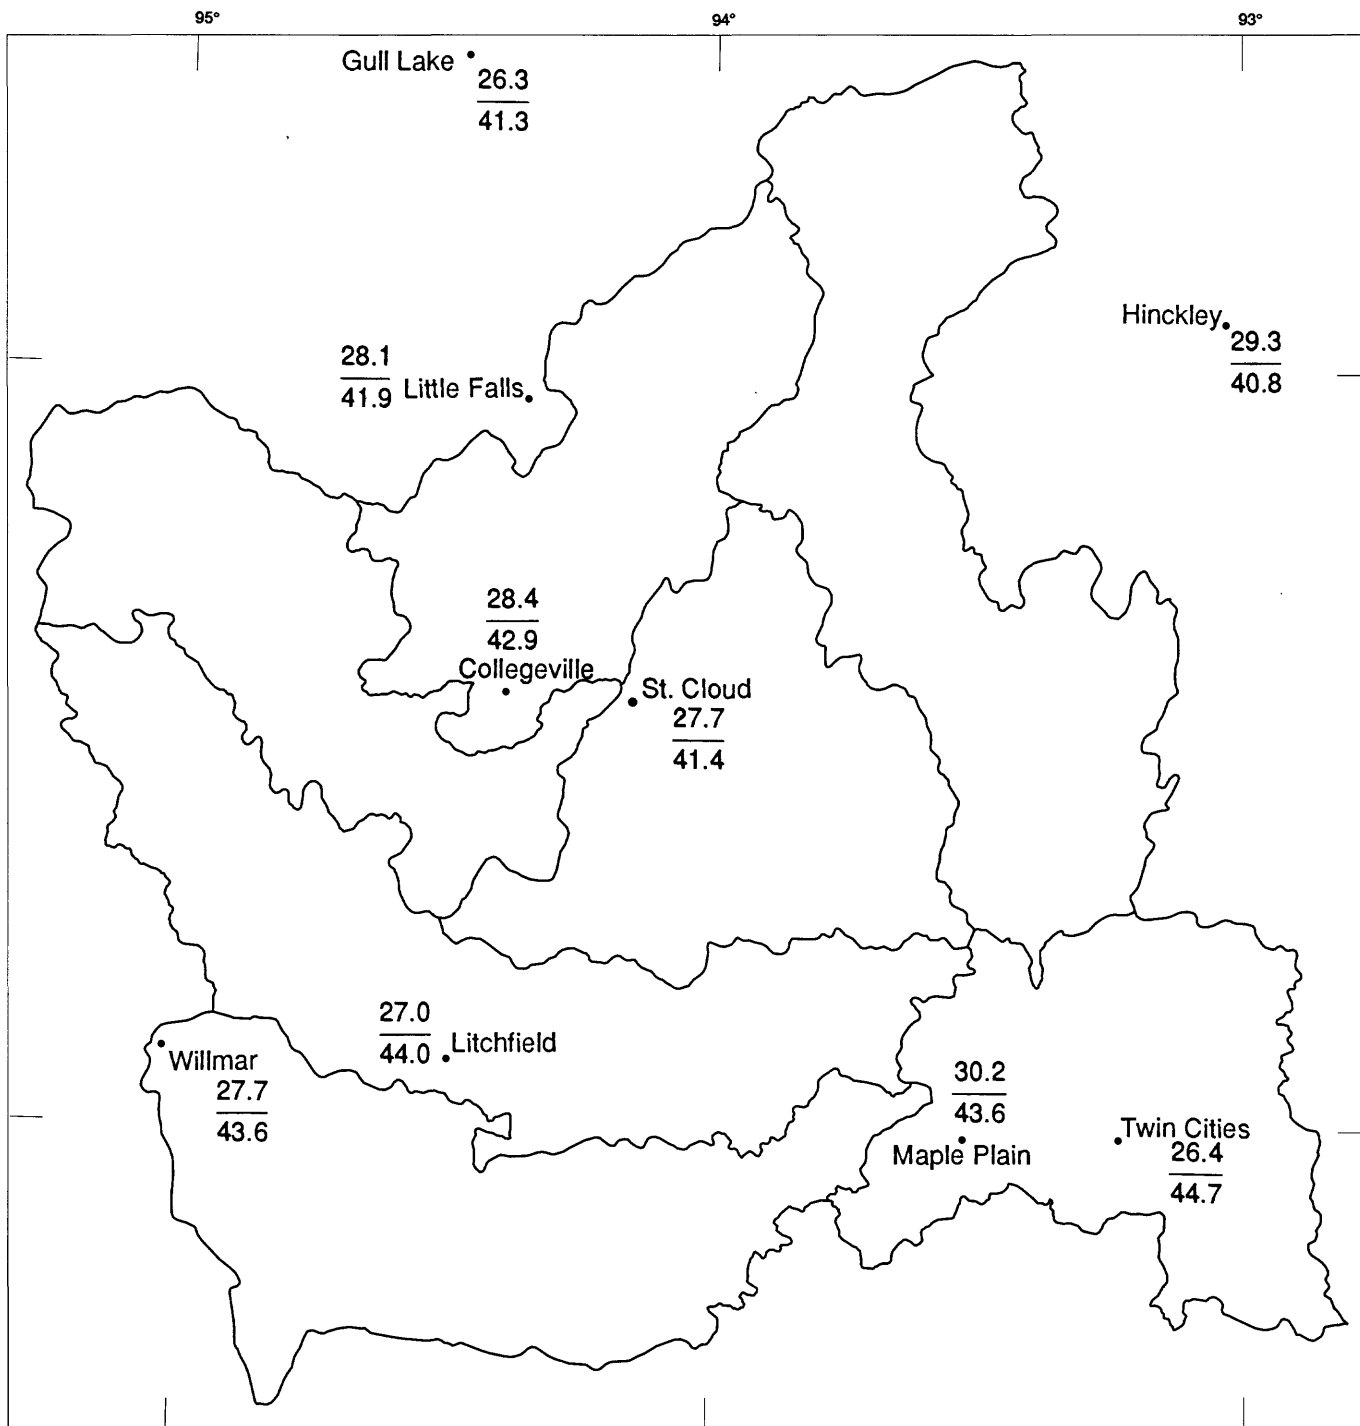 95°
94°
93°
Gull Lake
26.3
41.3
Hinckley
29.3
40.8
28.1
41.9
Little Falls
28.4
42.9
Collegeville
St. Cloud
27.7
41.4
27.0
44.0
Litchfield
Willmar
27.7
43.6
30.2
43.6
Maple Plain
Twin Cities
26.4
44.7